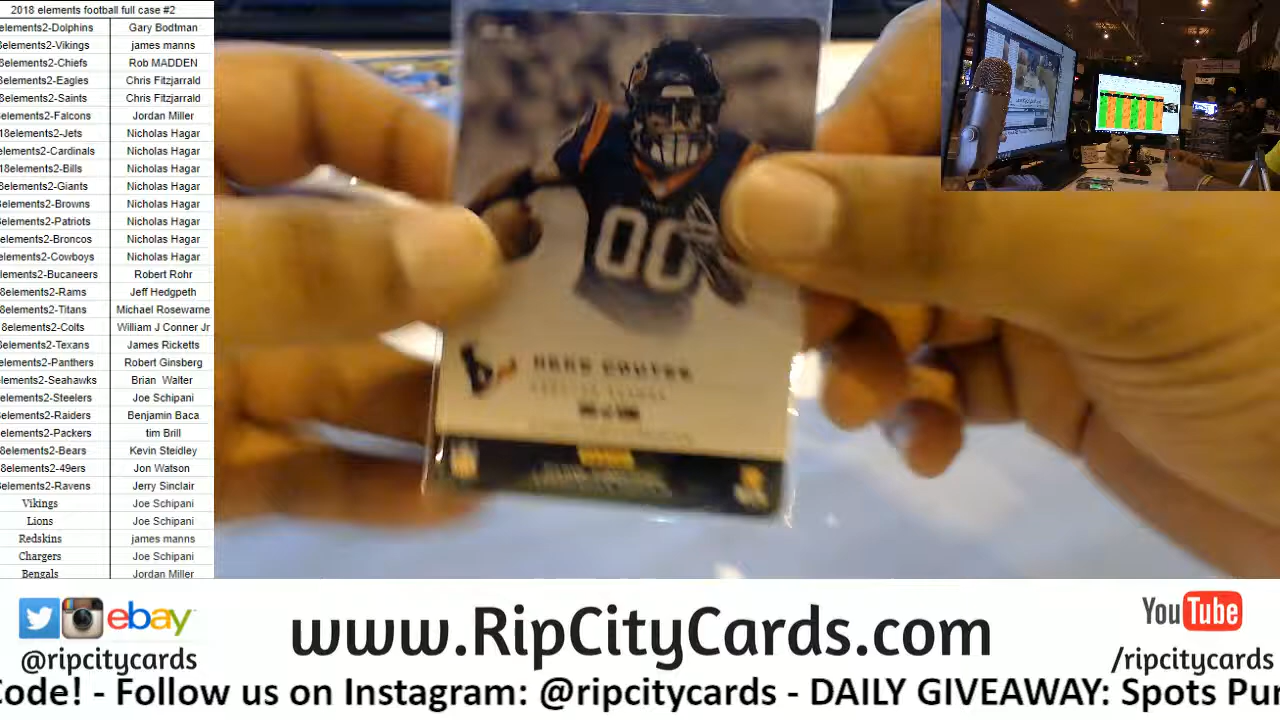 2018 elements football full case #2
elements2-Dolphins Gary Bodtman
8elements2-Vikings james manns
3elements2-Chiefs Rob MADDEN
elements2-Eagles Chris Fitzjarrald
8elements2-Saints Chris Fitzjarrald
elements2-Falcons Jordan Miller
18elements2-Jets Nicholas Hagar
elements2-Cardinals Nicholas Hagar
18elements2-Bills Nicholas Hagar
8elements2-Giants Nicholas Hagar
elements2-Browns Nicholas Hagar
elements2-Patriots Nicholas Hagar
elements2-Broncos Nicholas Hagar
elements2-Cowboys Nicholas Hagar
lements2-Bucaneers Robert Rohr
8elements2-Rams Jeff Hedgpeth
8elements2-Titans Michael Rosewarne
8elements2-Colts William J Conner Jr
8elements2-Texans James Ricketts
elements2-Panthers Robert Ginsberg
lements2-Seahawks Brian Walter
elements2-Steelers Joe Schipani
elements2-Raiders Benjamin Baca
elements2-Packers tim Brill
8elements2-Bears Kevin Steidley
8elements2-49ers Jon Watson
8elements2-Ravens Jerry Sinclair
Vikings Joe Schipani
Lions Joe Schipani
Redskins james manns
Chargers Joe Schipani
Bengals Jordan Miller
00
ebay
@ripcitycards
www.RipCityCards.com
YouTube
/ripcitycards
Code! - Follow us on Instagram: @ripcitycards - DAILY GIVEAWAY: Spots Pur